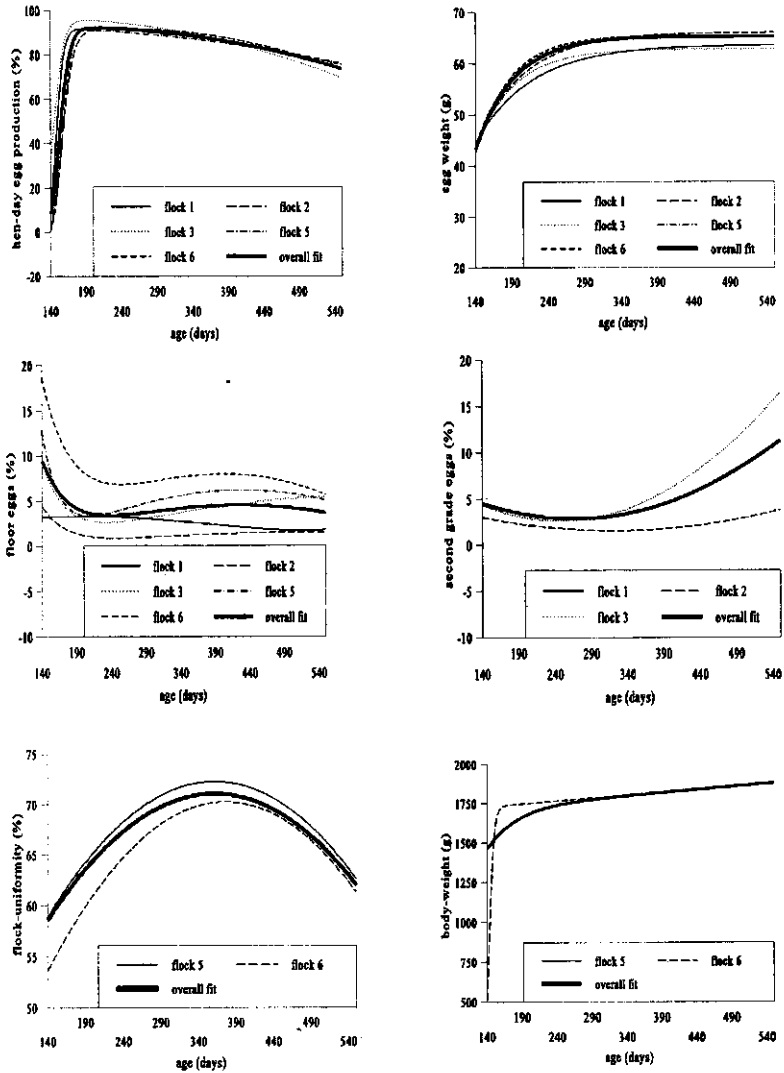 hen-day egg production (%)
100
80
60
40
20
0
-20
flock 1 flock 2
flock 3 flock 5
flock 6 overall fit
190 290 390 490
140 240 340 440 540
age (days)
egg weight (g)
70
60
50
40
30
20
flock 1 flock 2
flock 3 flock 5
flock 6 overall fit
190 290 390 490
140 240 340 440 540
age (days)
floor eggs (%)
20
15
10
5
0
-5
-10
flock 1 flock 2
flock 3 flock 5
flock 6 overall fit
190 290 390 490
140 240 340 440 540
age (days)
second grade eggs (%)
20
15
10
5
0
-5
-10
flock 1 flock 2
flock 3 overall fit
190 290 390 490
140 240 340 440 540
age (days)
flock-uniformity (%)
75
70
65
60
55
50
flock 5 flock 6
overall fit
190 290 390 490
140 240 340 440 540
age (days)
body-weight (g)
2000
1750
1500
1250
1000
750
500
flock 5 flock 6
overall fit
190 290 390 490
140 240 340 440 540
age (days)